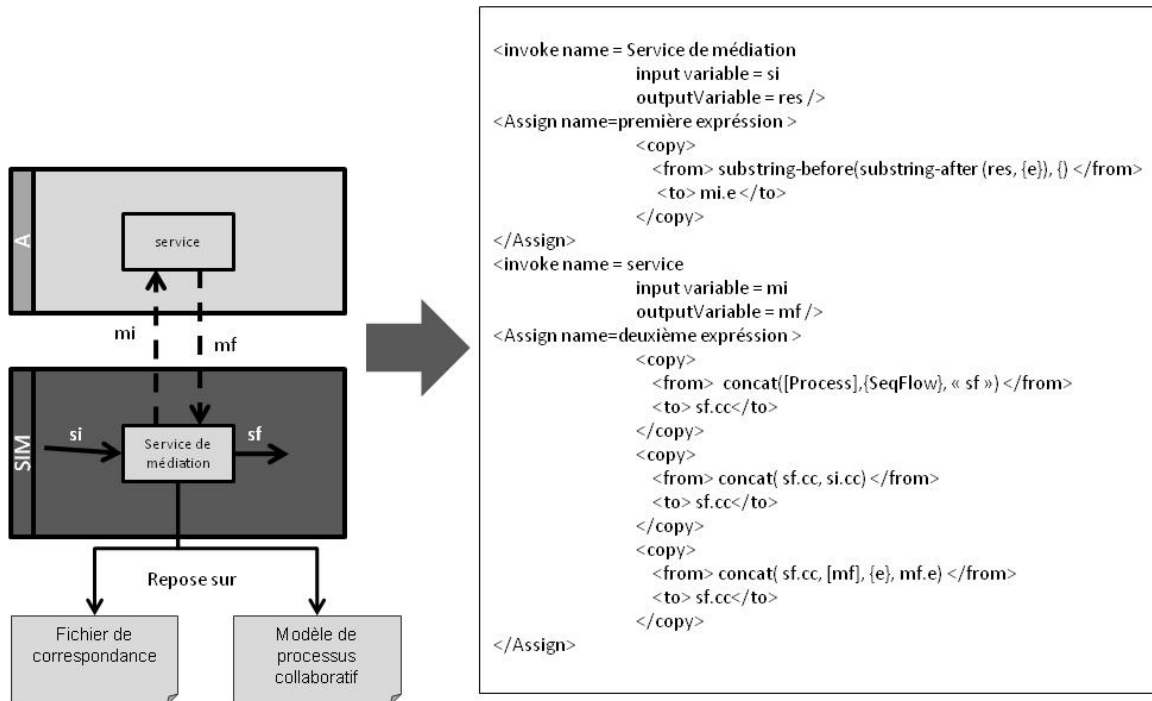 A
service
mi
mf
SIM
si
Service de
médiation
sf
Repose sur
Fichier de
correspondance
Modèle de
processus
collaboratif
<invoke name = Service de médiation
input variable = si
outputVariable = res />
<Assign name=première expréssion >
<copy>
<from> substring-before(substring-after (res, {e}), {) </from>
<to> mi.e </to>
</copy>
</Assign>
<invoke name = service
input variable = mi
outputVariable = mf />
<Assign name=deuxième expréssion >
<copy>
<from> concat([Process],{SeqFlow}, « sf ») </from>
<to> sf.cc</to>
</copy>
<copy>
<from> concat( sf.cc, si.cc) </from>
<to> sf.cc</to>
</copy>
<copy>
<from> concat( sf.cc, [mf], {e}, mf.e) </from>
<to> sf.cc</to>
</copy>
</Assign>